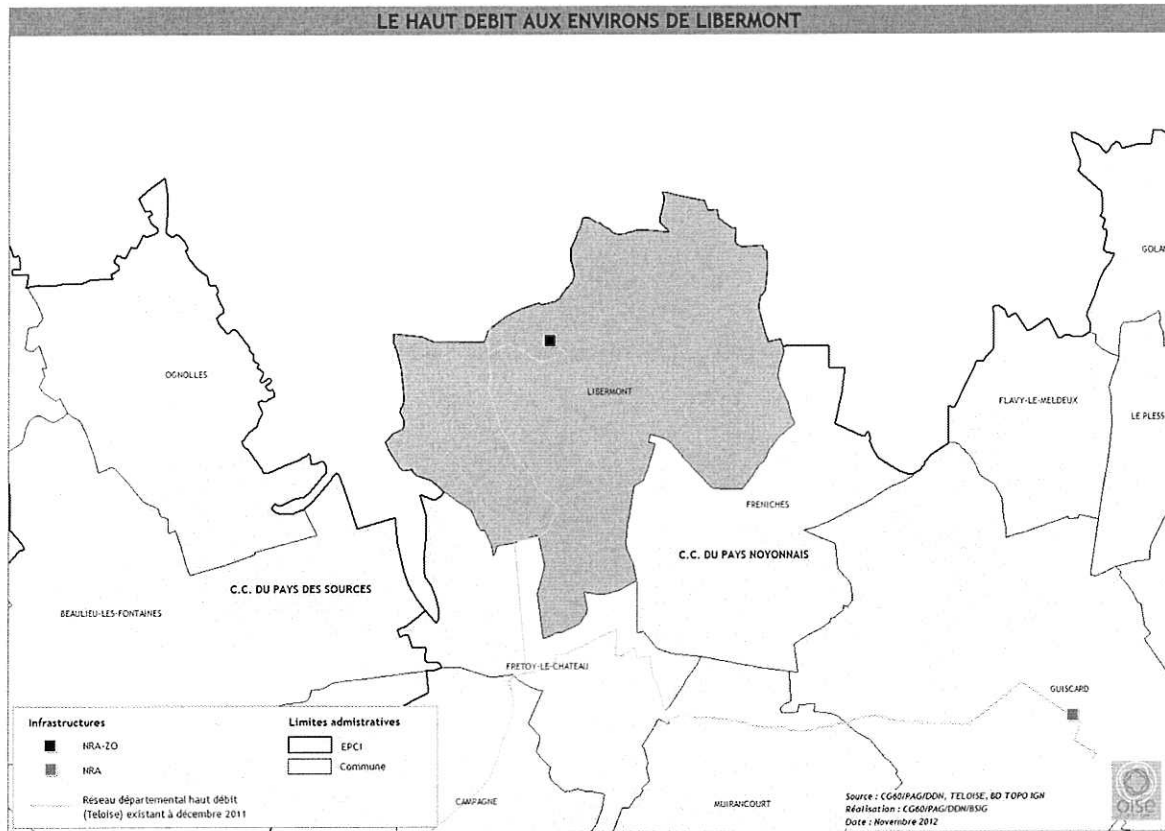 LE HAUT DEBIT AUX ENVIRONS DE LIBERMONT
GOLAN
OGNOLLES
LIBERMONT
FLAVY-LE-MELDEUX
LE PLESS
FRENICHES
C.C. DU PAYS NOYONNAIS
C.C. DU PAYS DES SOURCES
BEAULIEU-LES-FONTAINES
FRETOY-LE-CHATEAU
GUISCARD
Infrastructures
NRA-ZO
NRA
Réseau départemental haut débit
(Teloise) existant à décembre 2011
Limites admistratives
EPCI
Commune
CAMPAGNE
MUIRANCOURT
Source : CG60/PAG/DDN, TELOISE, BD TOPO IGN
Réalisation : CG60/PAG/DDN/BSIG
Date : Novembre 2012
oise